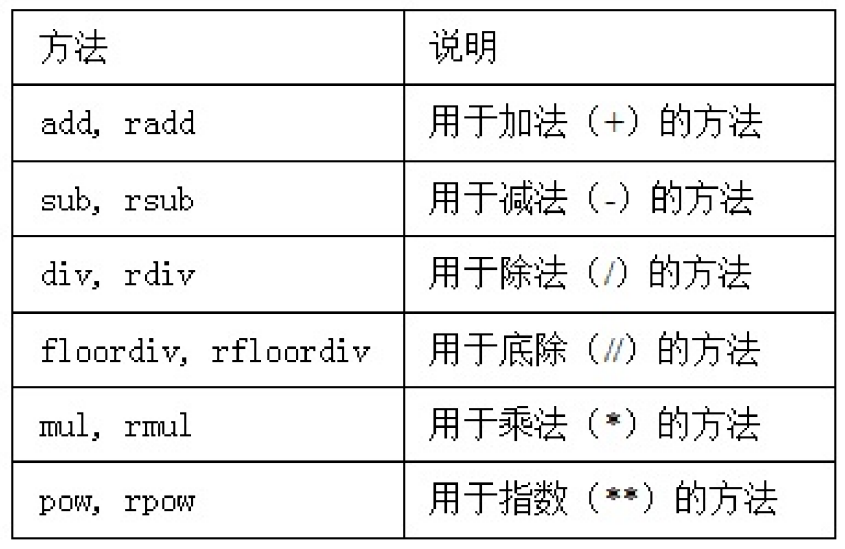 方法 说明
add, radd 用于加法（+）的方法
sub, rsub 用于减法（-）的方法
div, rdiv 用于除法（/）的方法
floordiv, rfloordiv 用于底除（//）的方法
mul, rmul 用于乘法（*）的方法
pow, rpow 用于指数（**）的方法